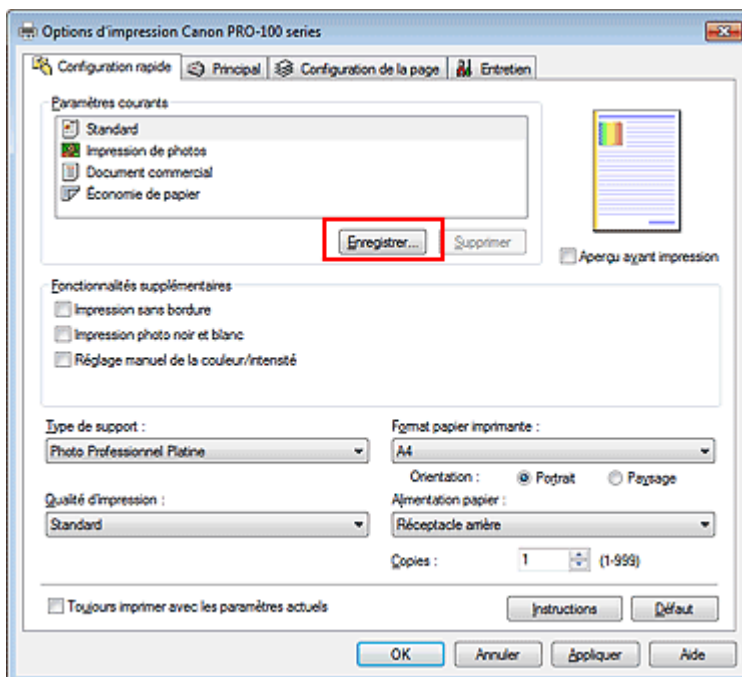 Options d'impression Canon PRO-100 series
Configuration rapide Principal Configuration de la page Entretien
Paramètres courants
Standard
Impression de photos
Document commercial
Économie de papier
Enregistrer... Supprimer
Aperçu avant impression
Fonctionnalités supplémentaires
Impression sans bordure
Impression photo noir et blanc
Réglage manuel de la couleur/intensité
Type de support :
Photo Professionnel Platine
Format papier imprimante :
A4
Orientation : Portrait Paysage
Qualité d'impression :
Standard
Alimentation papier :
Réceptacle arrière
Copies : 1 (1-999)
Toujours imprimer avec les paramètres actuels
Instructions Défaut
OK Annuler Appliquer Aide